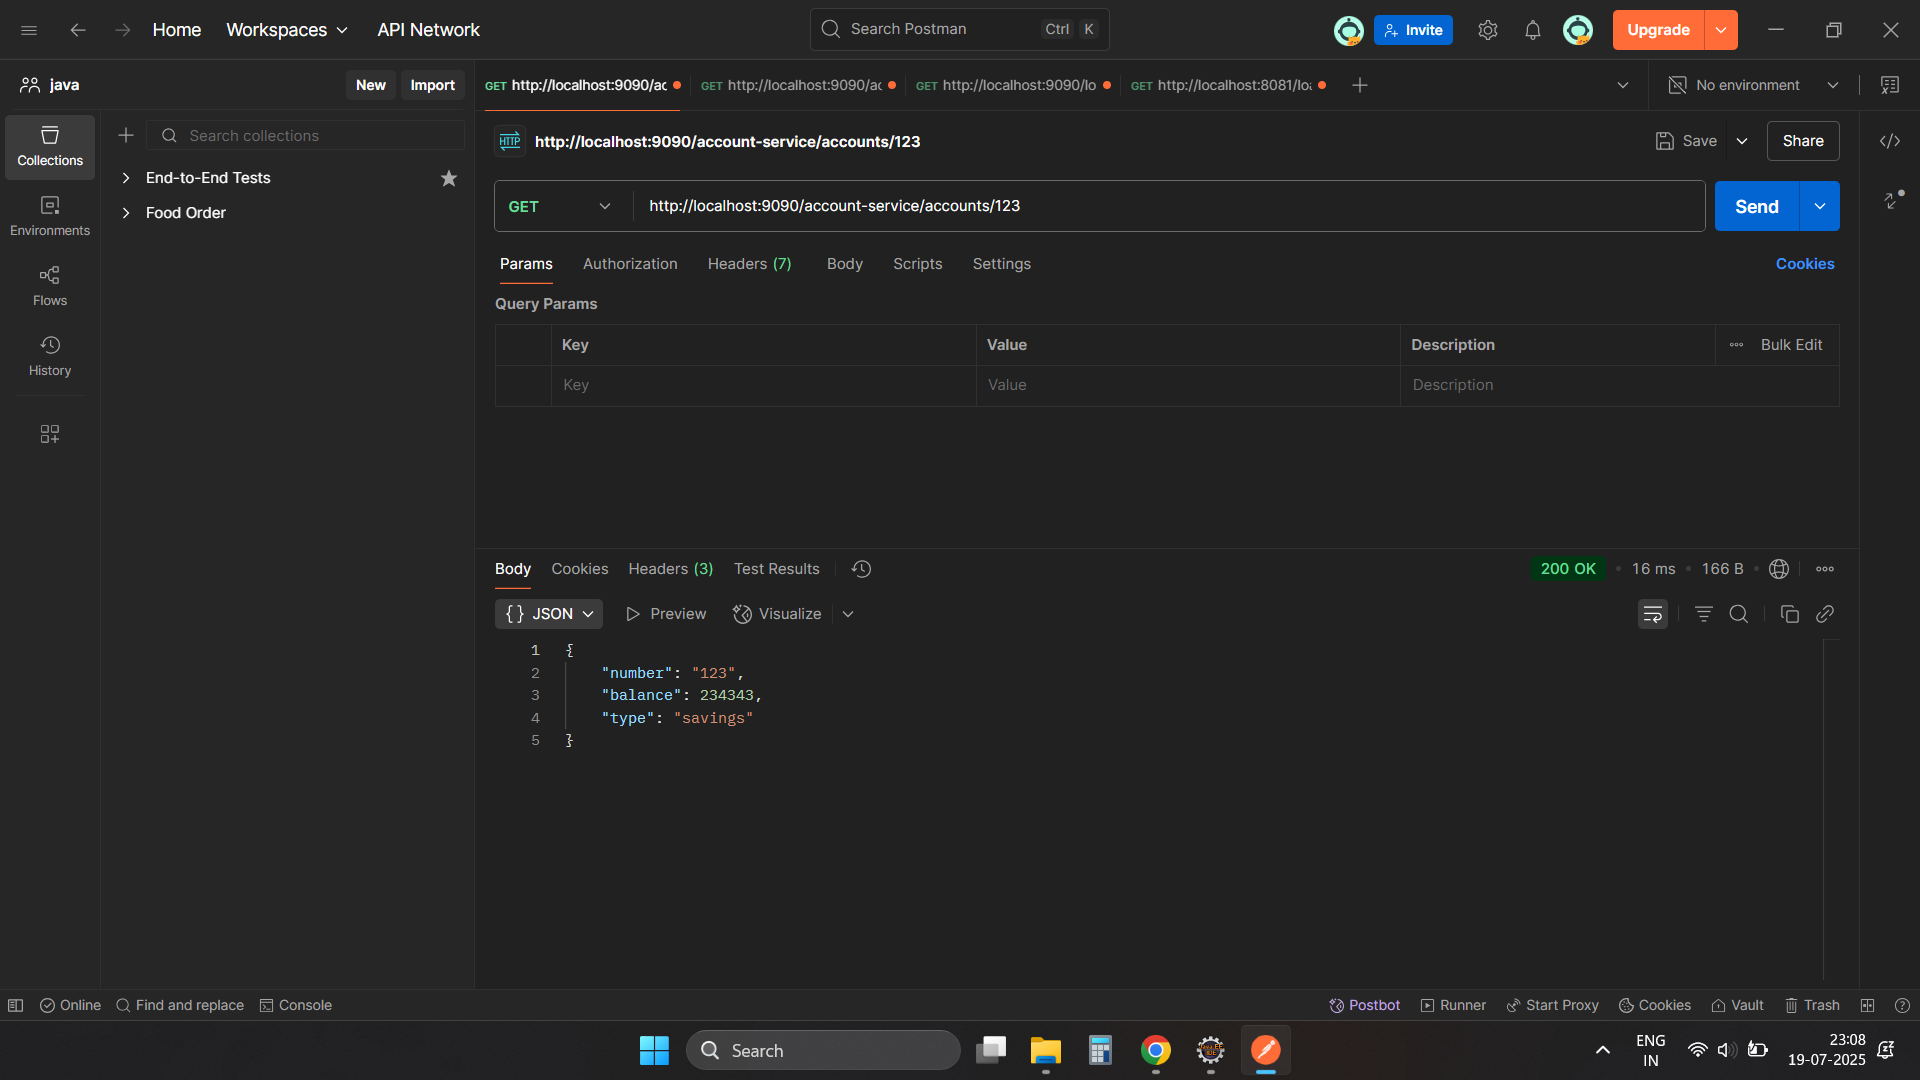 Home Workspaces API Network Search Postman Ctrl K Invite Upgrade
java New Import GET http://localhost:9090/ac GET http://localhost:9090/ac GET http://localhost:9090/lo GET http://localhost:8081/loa No environment
Collections
Environments
Flows
History
Search collections
End-to-End Tests
Food Order
HTTP http://localhost:9090/account-service/accounts/123 Save Share
GET http://localhost:9090/account-service/accounts/123 Send
Params Authorization Headers (7) Body Scripts Settings Cookies
Query Params
Key Value Description Bulk Edit
Key Value Description
Body Cookies Headers (3) Test Results 200 OK 16 ms 166 B
{} JSON Preview Visualize
1 {
2 "number": "123",
3 "balance": 234343,
4 "type": "savings"
5 }
Online Find and replace Console Postbot Runner Start Proxy Cookies Vault Trash
Search
ENG
IN
23:08
19-07-2025